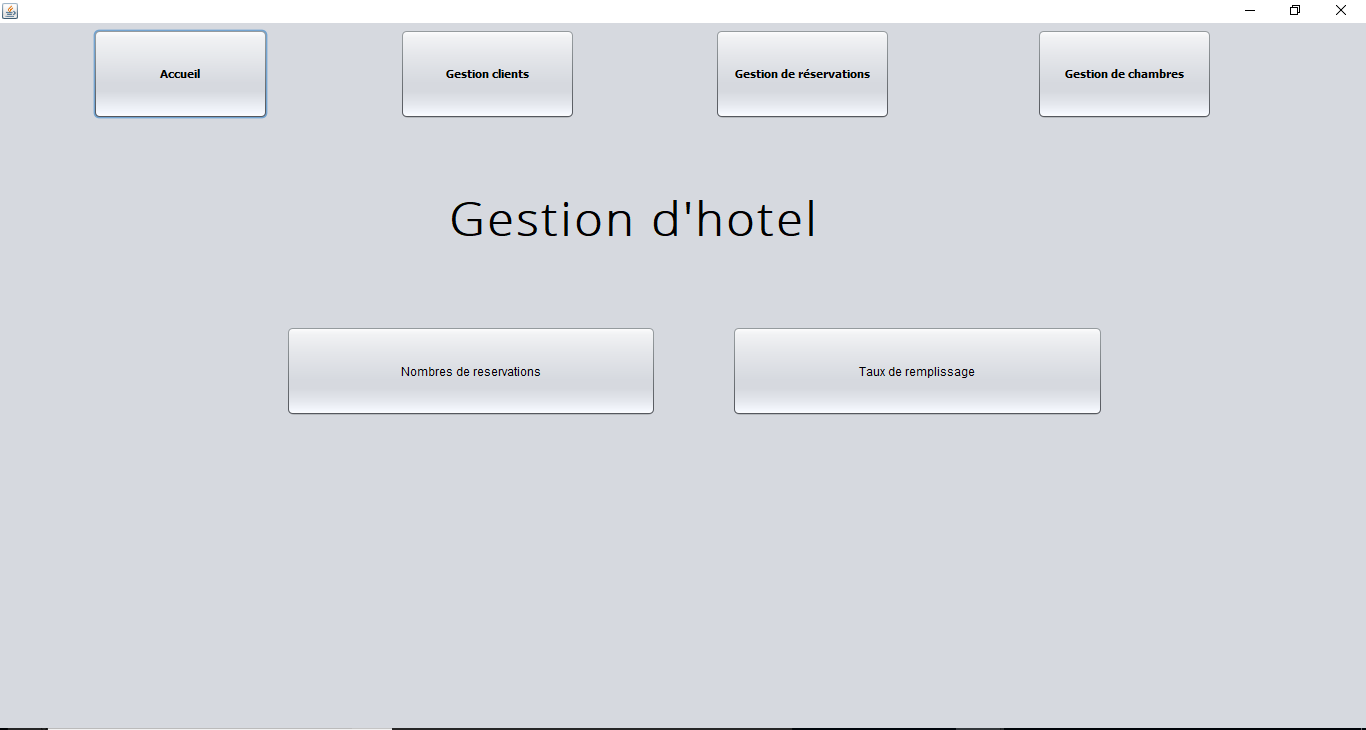 Accueil
Gestion clients
Gestion de réservations
Gestion de chambres
Gestion d'hotel
Nombres de reservations
Taux de remplissage